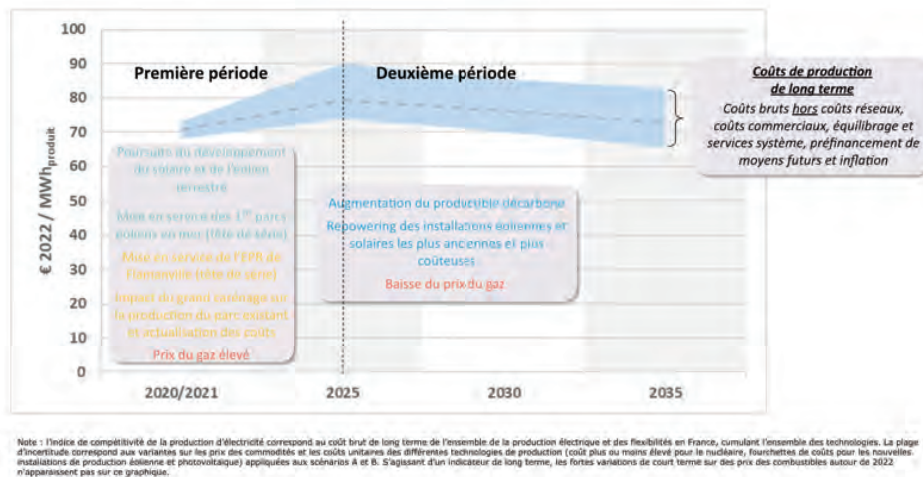 100
90
80
70
60
50
40
30
20
10
0
€ 2022 / MWhproduit
Première période
Deuxième période
Poursuite du développement
du solaire et de l'éolien
terrestre
Mise en service des 1ers parcs
éoliens en mer (tête de série)
Mise en service de l'EPR de
Flamanville (tête de série)
Impact du grand carénage sur
la production du parc existant
et actualisation des coûts
Prix du gaz élevé
Augmentation du productible décarboné
Repowering des installations éoliennes et
solaires les plus anciennes et plus
coûteuses
Baisse du prix du gaz
Coûts de production
de long terme
Coûts bruts hors coûts réseaux,
coûts commerciaux, équilibrage et
services système, préfinancement de
moyens futurs et inflation
2020/2021
2025
2030
2035
Note : l'indice de compétitivité de la production d'électricité correspond au coût brut de long terme de l'ensemble de la production électrique et des flexibilités en France, cumulant l'ensemble des technologies. La plage
d'incertitude correspond aux variantes sur les prix des commodités et les coûts unitaires des différentes technologies de production (coût plus ou moins élevé pour le nucléaire, fourchettes de coûts pour les nouvelles
installations de production éolienne et photovoltaïque) appliquées aux scénarios A et B. S'agissant d'un indicateur de long terme, les fortes variations de court terme sur des prix des combustibles autour de 2022
n'apparaissent pas sur ce graphique.